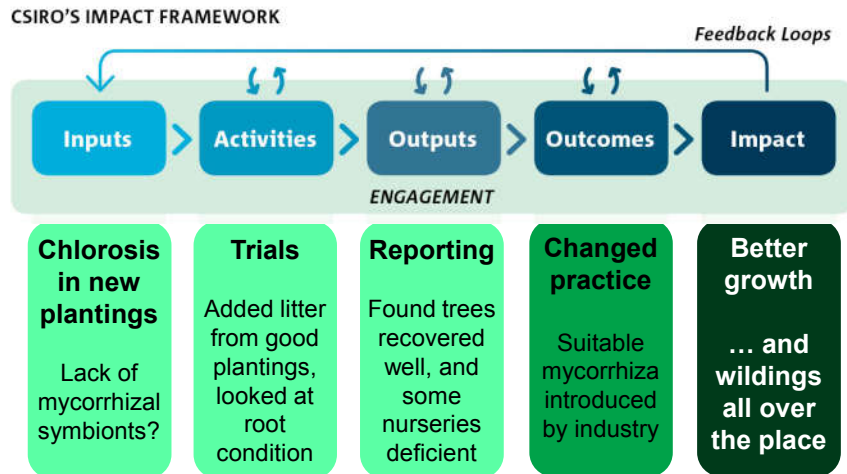 CSIRO'S IMPACT FRAMEWORK
Feedback Loops
Inputs
Activities
Outputs
Outcomes
Impact
ENGAGEMENT
Chlorosis
in new
plantings
Lack of
mycorrhizal
symbionts?
Trials
Added litter
from good
plantings,
looked at
root
condition
Reporting
Found trees
recovered
well, and
some
nurseries
deficient
Changed
practice
Suitable
mycorrhiza
introduced
by industry
Better
growth
… and
wildings
all over
the place